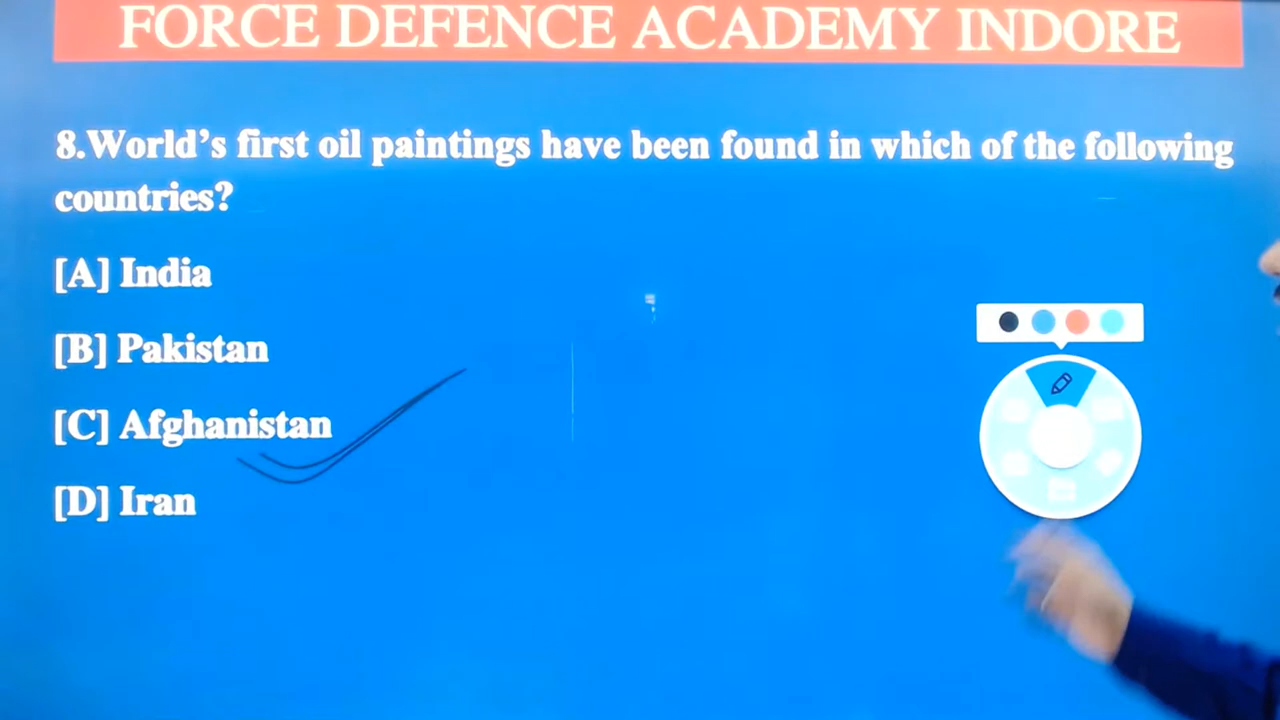 FORCE DEFENCE ACADEMY INDORE
8.World’s first oil paintings have been found in which of the following
countries?
[A] India
[B] Pakistan
[C] Afghanistan
[D] Iran